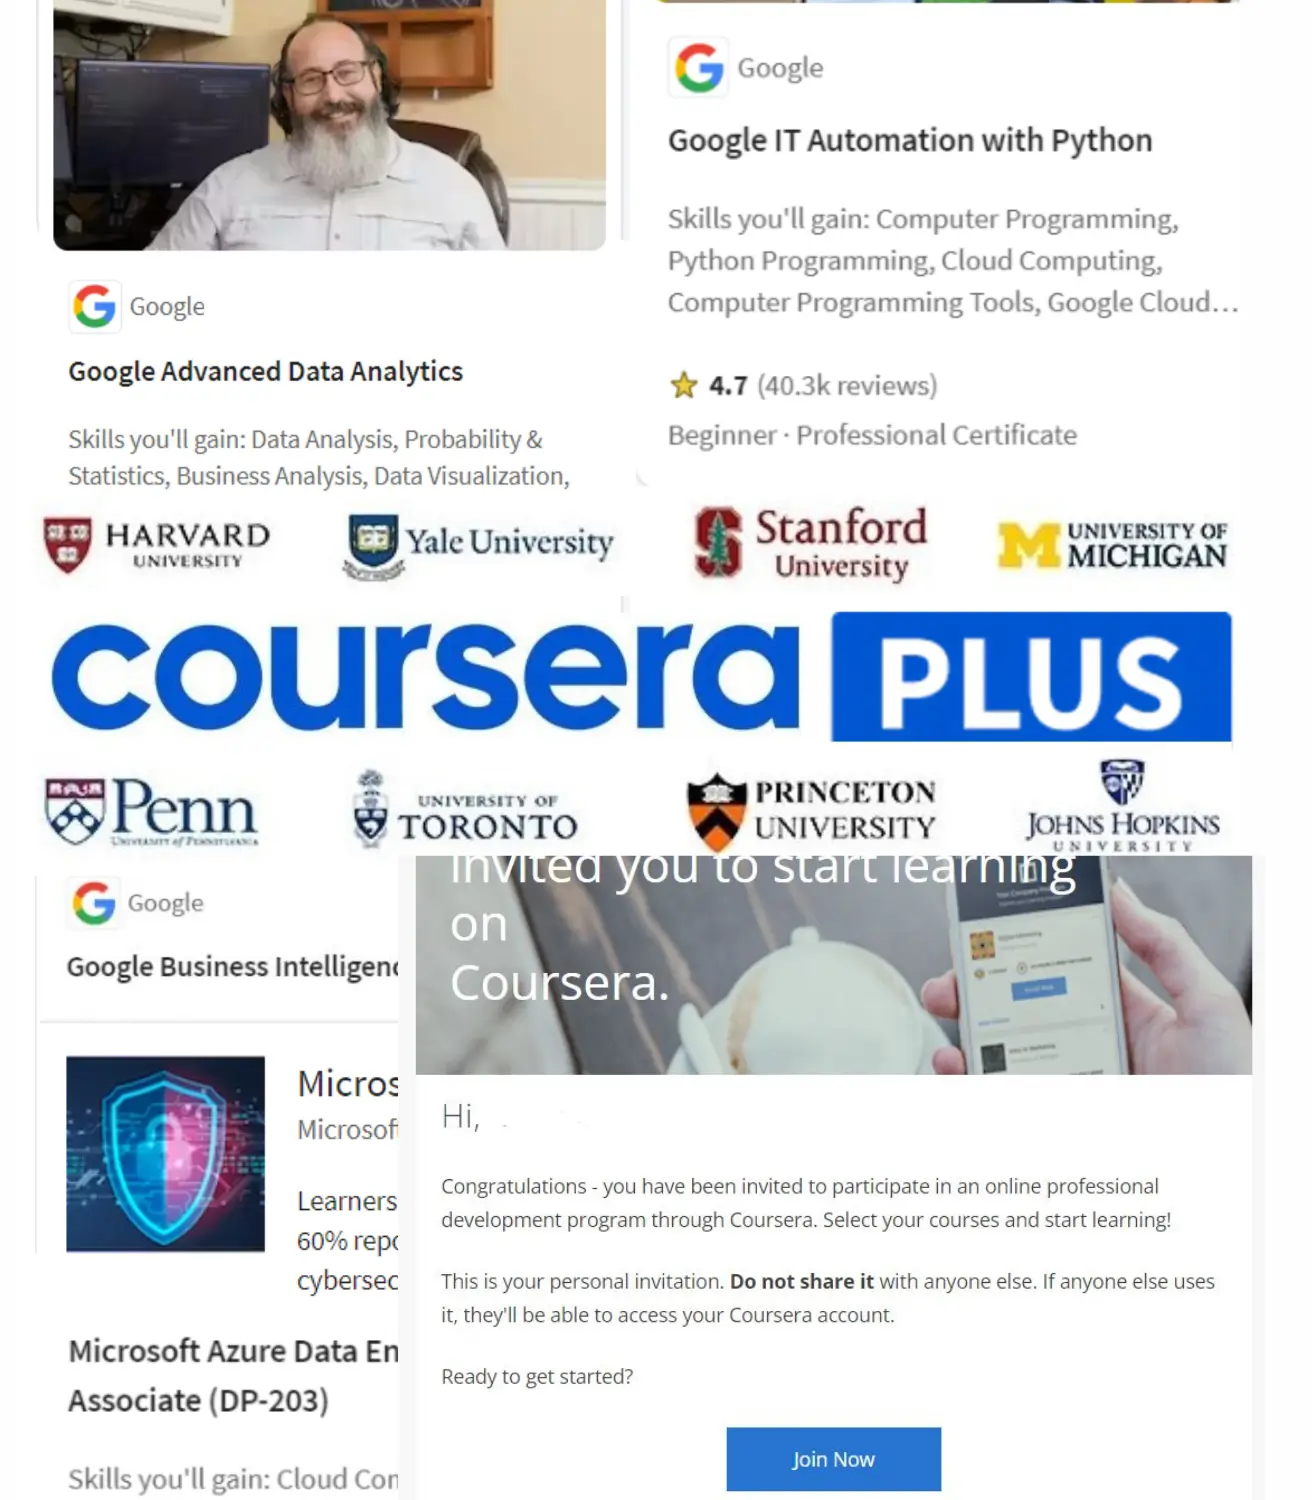 Google
Google Advanced Data Analytics
Skills you'll gain: Data Analysis, Probability &
Statistics, Business Analysis, Data Visualization,
Google
Google IT Automation with Python
Skills you'll gain: Computer Programming,
Python Programming, Cloud Computing,
Computer Programming Tools, Google Cloud...
4.7 (40.3k reviews)
Beginner · Professional Certificate
HARVARD
UNIVERSITY
Yale University
Stanford
University
UNIVERSITY OF
MICHIGAN
coursera PLUS
Penn
UNIVERSITY of PENNSYLVANIA
UNIVERSITY OF
TORONTO
PRINCETON
UNIVERSITY
JOHNS HOPKINS
UNIVERSITY
Google
Google Business Intelligenc
Micros
Microsoft
Learners
60% repo
cybersec
Microsoft Azure Data En
Associate (DP-203)
Skills you'll gain: Cloud Con
invited you to start learning
on
Coursera.
Hi,
Congratulations - you have been invited to participate in an online professional
development program through Coursera. Select your courses and start learning!
This is your personal invitation. Do not share it with anyone else. If anyone else uses
it, they'll be able to access your Coursera account.
Ready to get started?
Join Now